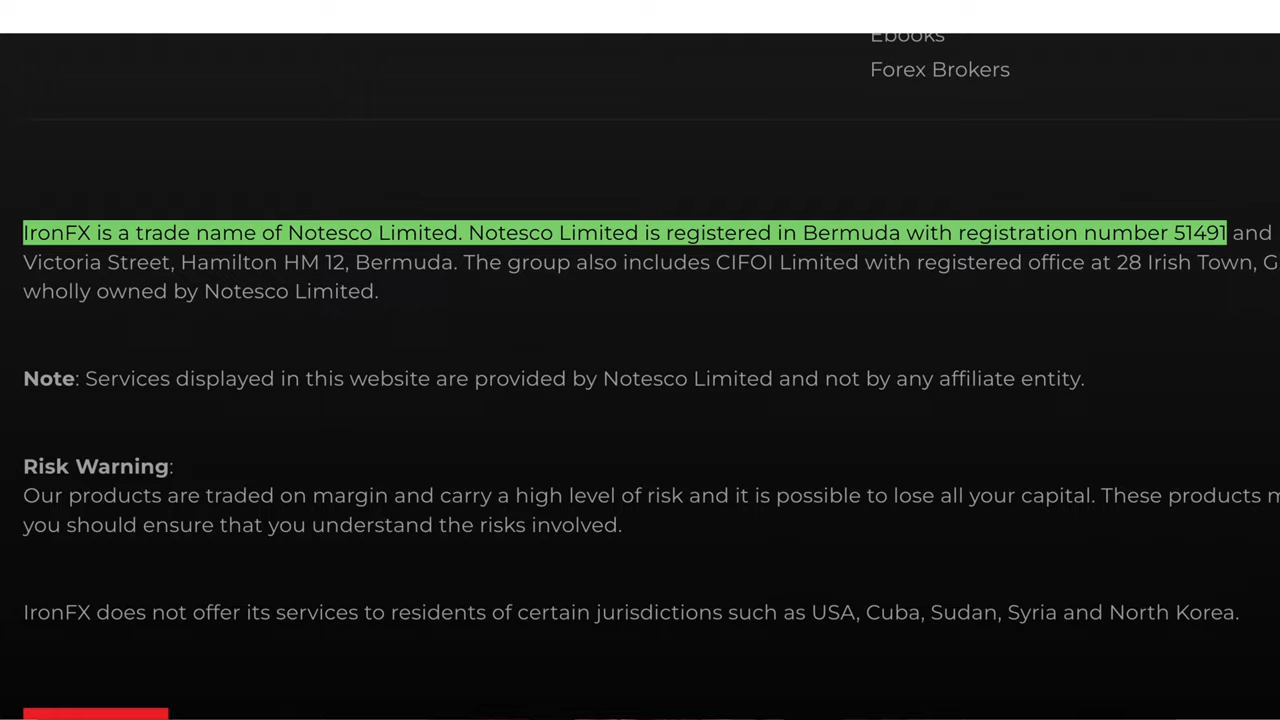 Ebooks
Forex Brokers
IronFX is a trade name of Notesco Limited. Notesco Limited is registered in Bermuda with registration number 51491 and
Victoria Street, Hamilton HM 12, Bermuda. The group also includes CIFOI Limited with registered office at 28 Irish Town, G
wholly owned by Notesco Limited.
Note: Services displayed in this website are provided by Notesco Limited and not by any affiliate entity.
Risk Warning:
Our products are traded on margin and carry a high level of risk and it is possible to lose all your capital. These products m
you should ensure that you understand the risks involved.
IronFX does not offer its services to residents of certain jurisdictions such as USA, Cuba, Sudan, Syria and North Korea.